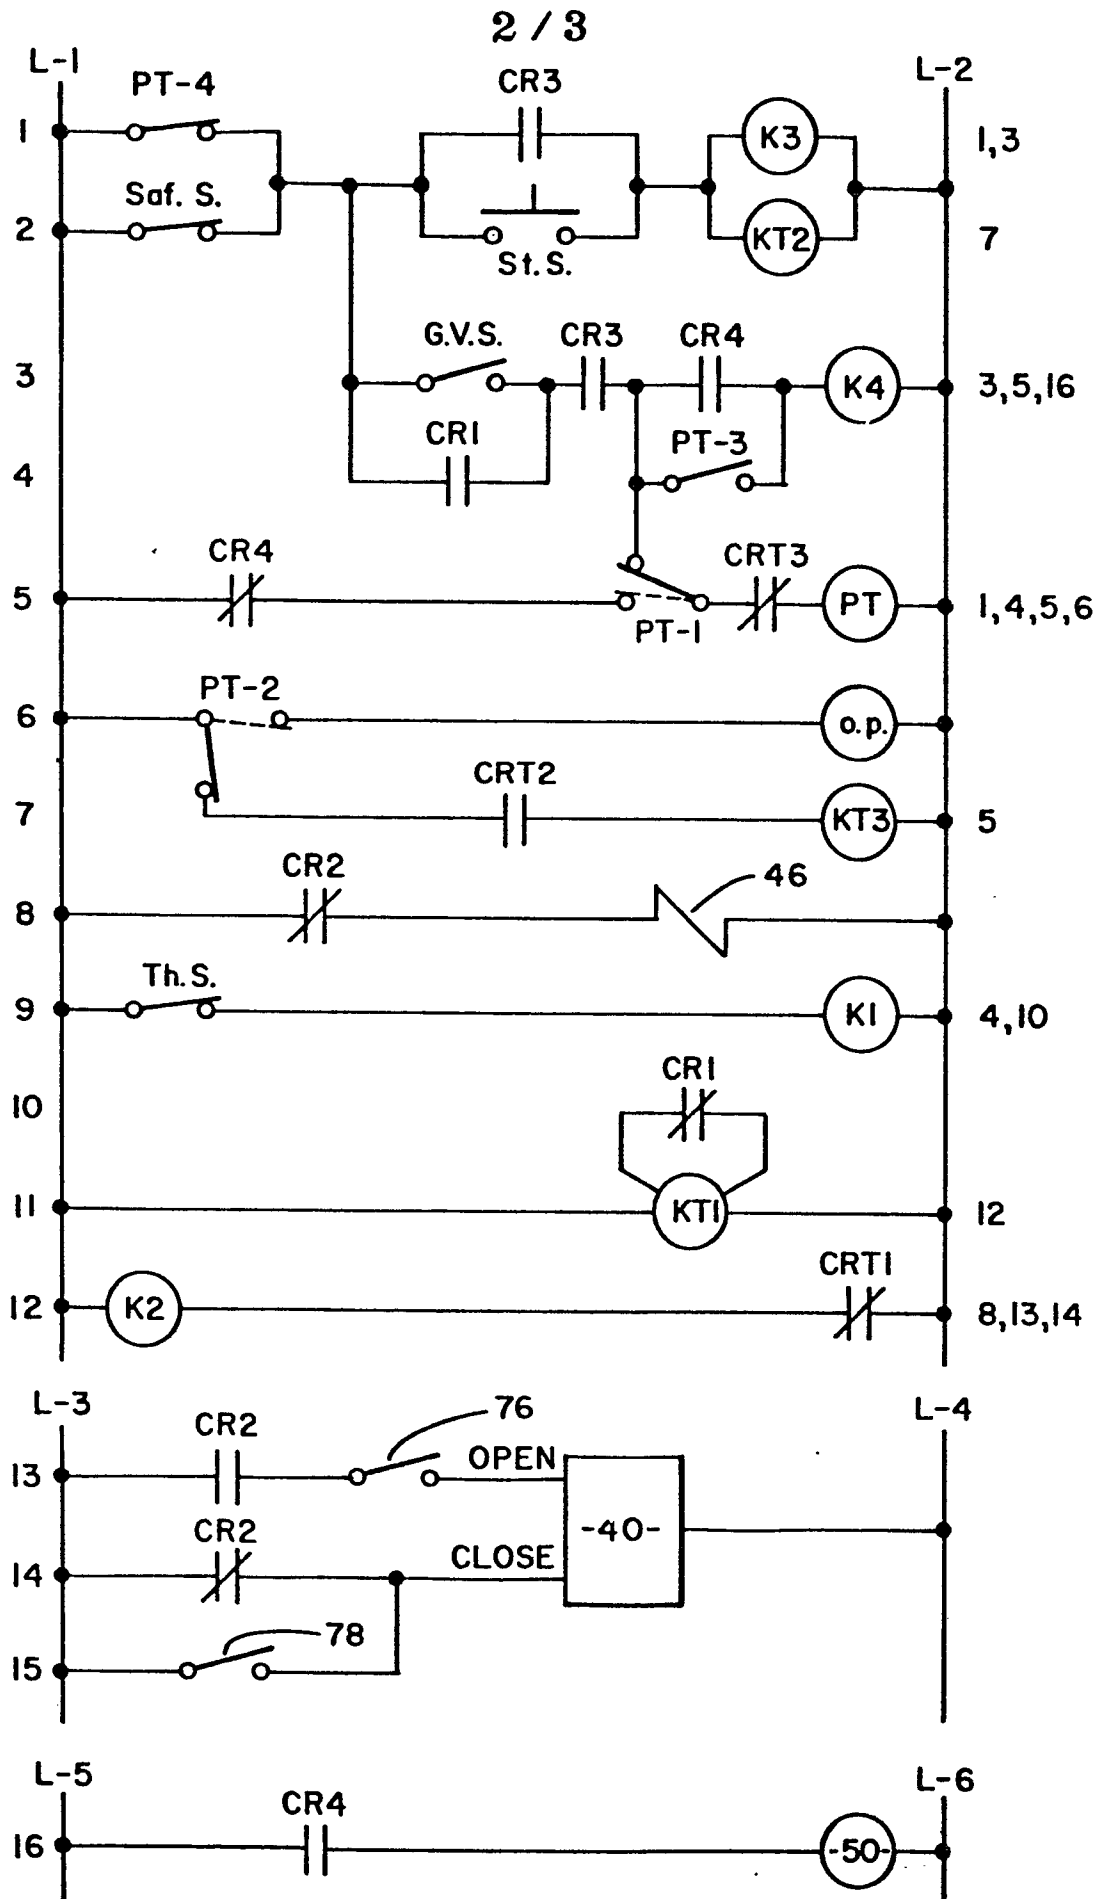 2 / 3
L-1
L-2
PT-4
CR3
1
K3
1,3
Saf. S.
2
St.S.
KT2
7
G.V.S.
CR3
CR4
3
K4
3,5,16
CR1
PT-3
4
CR4
CRT3
5
PT-1
PT
1,4,5,6
PT-2
6
o.p.
CRT2
7
KT3
5
CR2
46
8
Th.S.
9
K1
4,10
CR1
10
11
KT1
12
CRT1
12
K2
8,13,14
L-3
76
L-4
CR2
OPEN
13
-40-
CR2
CLOSE
14
78
15
L-5
L-6
CR4
16
-50-